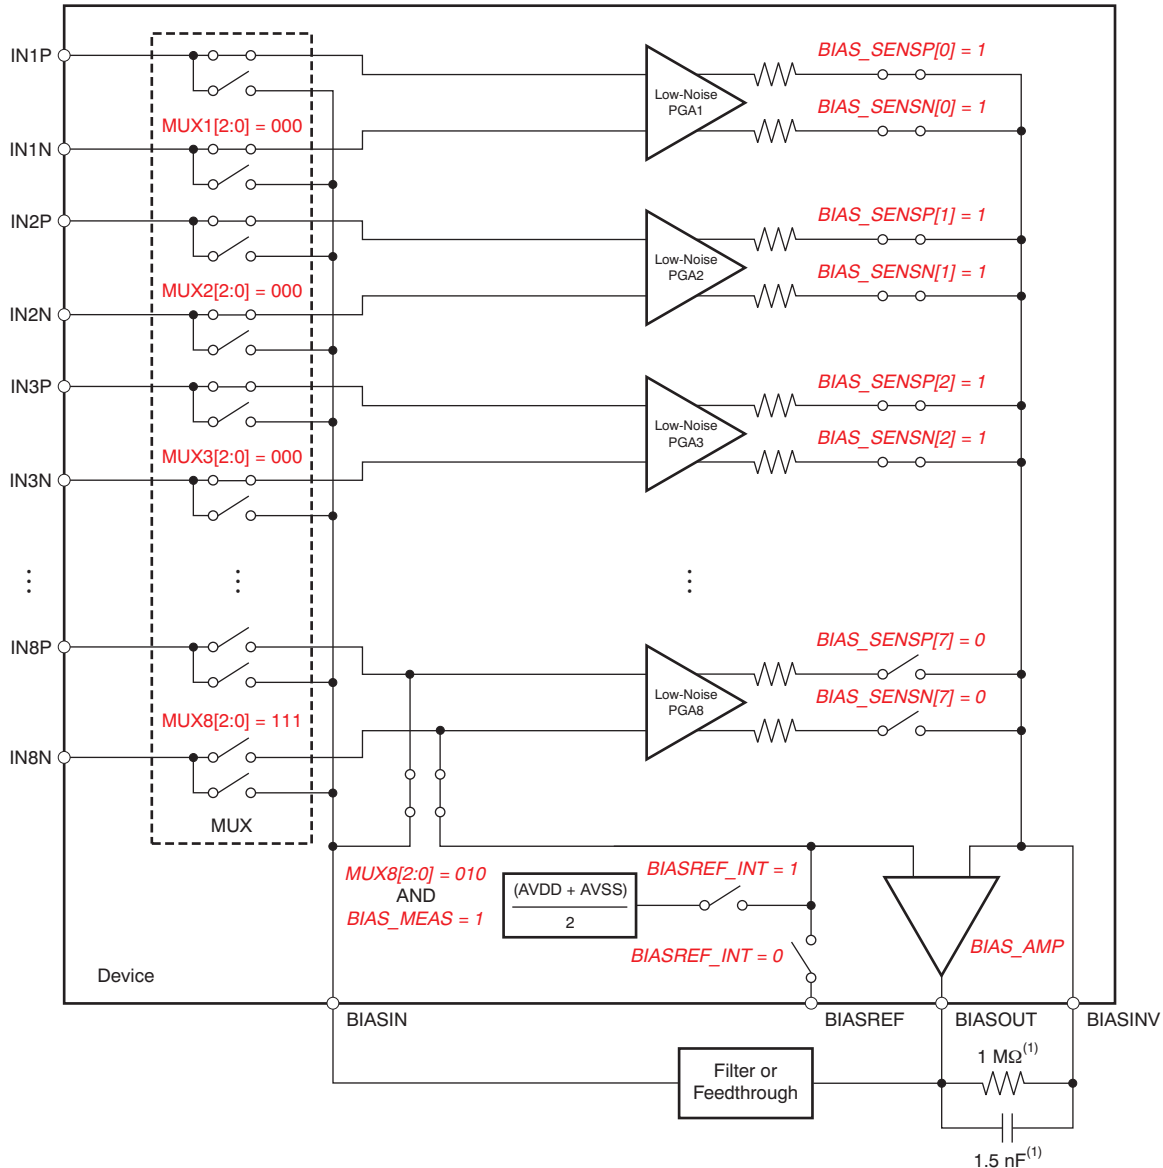 IN1P
BIAS_SENSP[0] = 1
Low-Noise
PGA1
BIAS_SENSN[0] = 1
MUX1[2:0] = 000
IN1N
IN2P
BIAS_SENSP[1] = 1
Low-Noise
PGA2
BIAS_SENSN[1] = 1
MUX2[2:0] = 000
IN2N
IN3P
BIAS_SENSP[2] = 1
Low-Noise
PGA3
BIAS_SENSN[2] = 1
MUX3[2:0] = 000
IN3N
IN8P
BIAS_SENSP[7] = 0
Low-Noise
PGA8
BIAS_SENSN[7] = 0
MUX8[2:0] = 111
IN8N
MUX
MUX8[2:0] = 010
AND
BIAS_MEAS = 1
(AVDD + AVSS)
2
BIASREF_INT = 1
BIASREF_INT = 0
BIAS_AMP
Device
BIASIN
BIASREF
BIASOUT
BIASINV
Filter or
Feedthrough
1 MΩ(1)
1.5 nF(1)